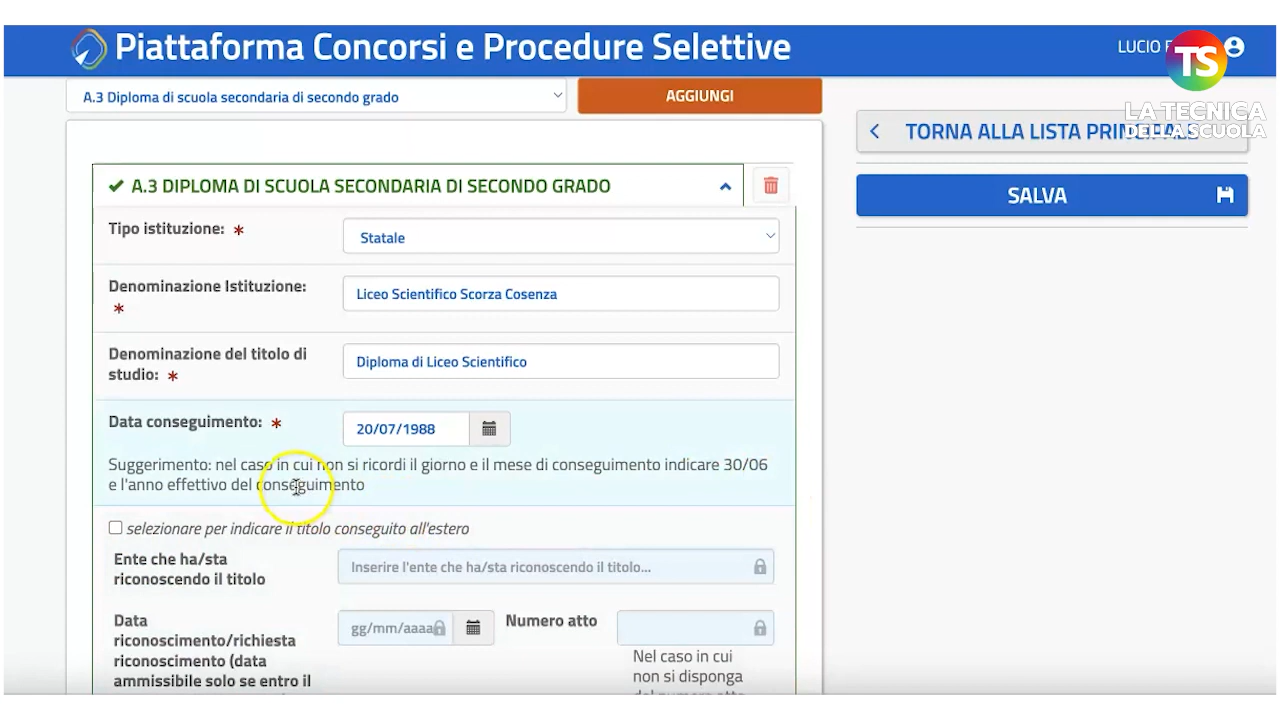 Piattaforma Concorsi e Procedure Selettive
LUCIO
TS
LA TECNICA
DELLA SCUOLA
A.3 Diploma di scuola secondaria di secondo grado
AGGIUNGI
TORNA ALLA LISTA PRINCIPALE
SALVA
A.3 DIPLOMA DI SCUOLA SECONDARIA DI SECONDO GRADO
Tipo istituzione: *
Statale
Denominazione Istituzione:
*
Liceo Scientifico Scorza Cosenza
Denominazione del titolo di
studio: *
Diploma di Liceo Scientifico
Data conseguimento: *
20/07/1988
Suggerimento: nel caso in cui non si ricordi il giorno e il mese di conseguimento indicare 30/06
e l'anno effettivo del conseguimento
selezionare per indicare il titolo conseguito all'estero
Ente che ha/sta
riconoscendo il titolo
Inserire l'ente che ha/sta riconoscendo il titolo...
Data
riconoscimento/richiesta
riconoscimento (data
ammissibile solo se entro il
gg/mm/aaaa
Numero atto
Nel caso in cui
non si disponga
del numero atto